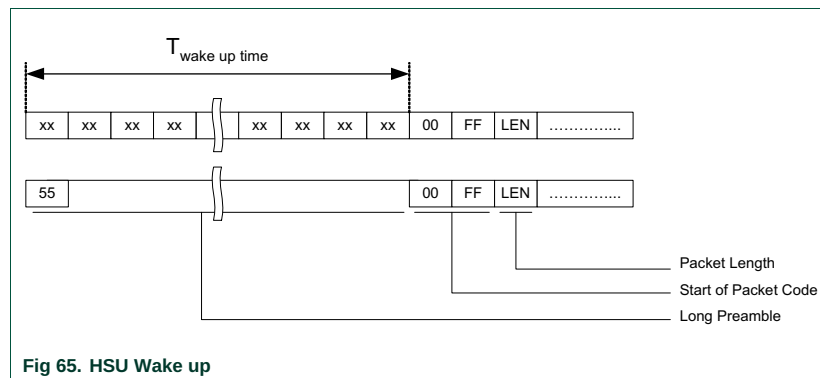 T wake up time
xx xx xx xx xx xx xx xx 00 FF LEN …………....
55 00 FF LEN …………....
Packet Length
Start of Packet Code
Long Preamble
Fig 65. HSU Wake up